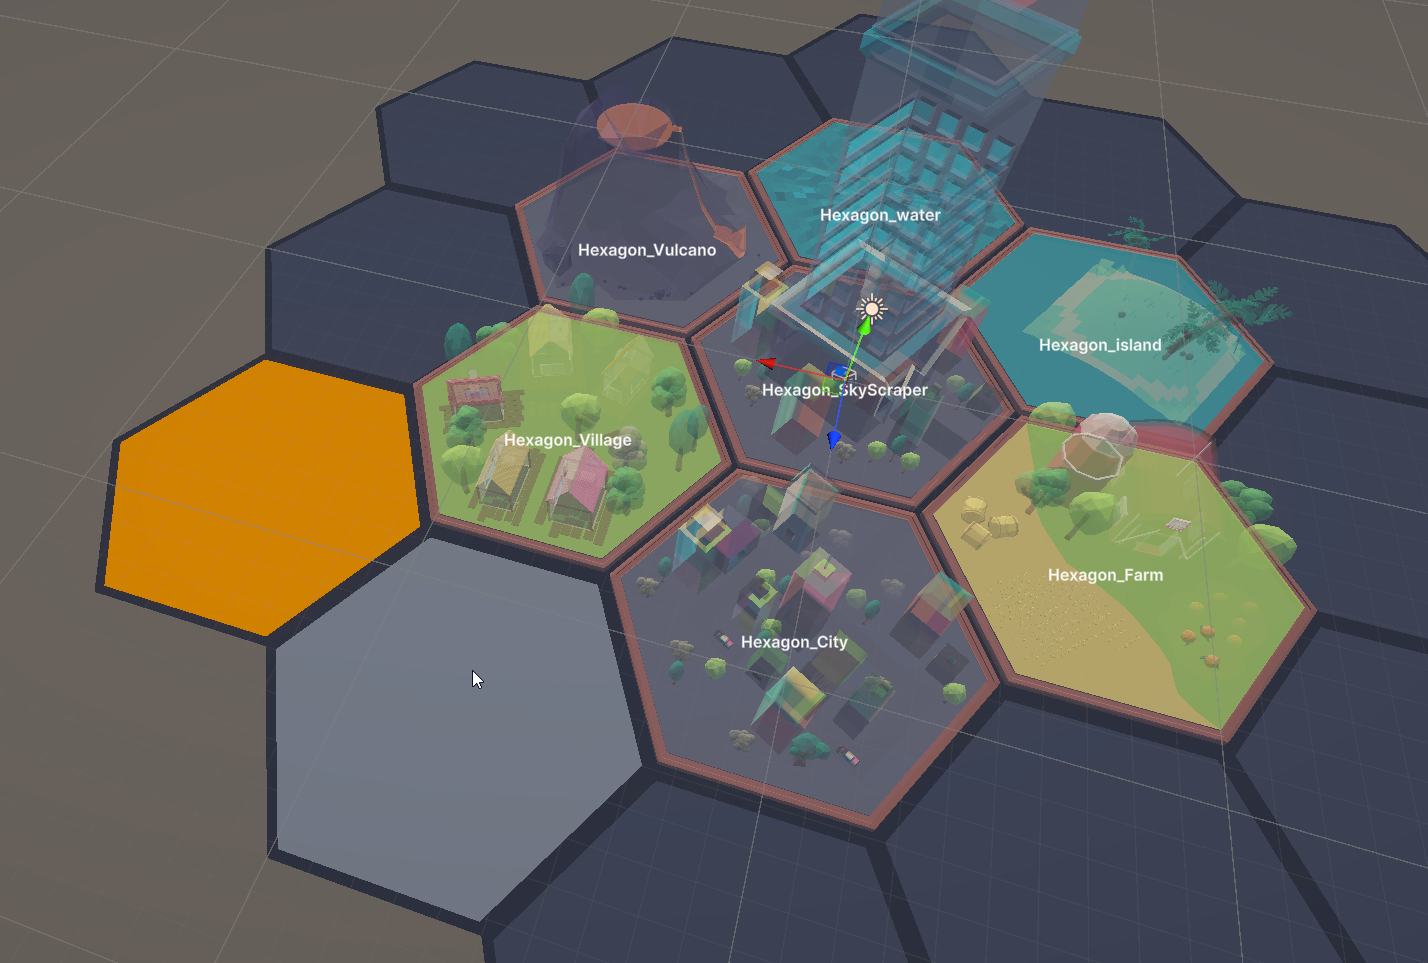 Hexagon_water
Hexagon_Vulcano
Hexagon_island
Hexagon_SkyScraper
Hexagon_Village
Hexagon_Farm
Hexagon_City